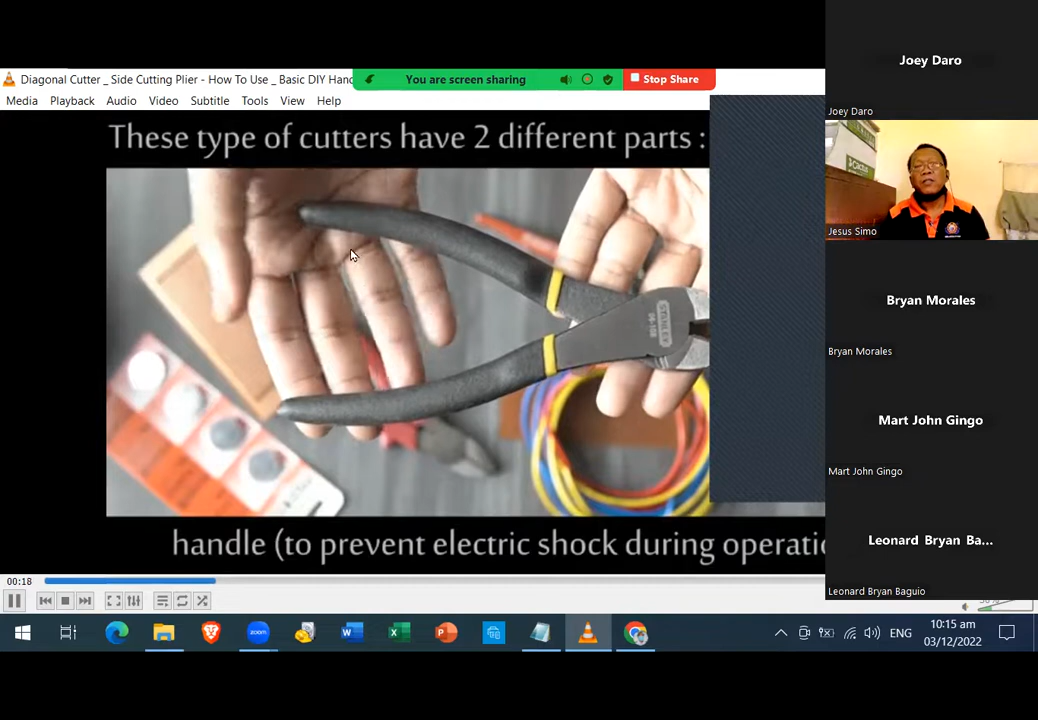 Diagonal Cutter _ Side Cutting Plier - How To Use _ Basic DIY Hand
You are screen sharing
Stop Share
Media Playback Audio Video Subtitle Tools View Help
These type of cutters have 2 different parts :
STANLEY
handle (to prevent electric shock during operatio
00:18
Joey Daro
Joey Daro
Jesus Simo
Bryan Morales
Bryan Morales
Mart John Gingo
Mart John Gingo
Leonard Bryan Ba...
Leonard Bryan Baguio
zoom
ENG
10:15 am
03/12/2022